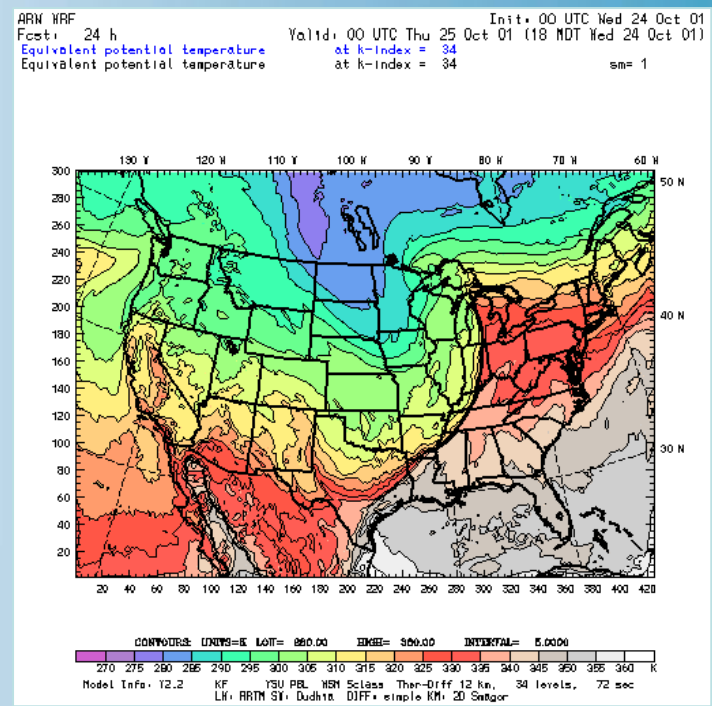 ARW WRF Init: 00 UTC Wed 24 Oct 01
Fcst: 24 h Valid: 00 UTC Thu 25 Oct 01 (18 MDT Wed 24 Oct 01)
Equivalent potential temperature at k-index = 34
Equivalent potential temperature at k-index = 34 sm= 1
130 W 120 W 110 W 100 W 90 W 80 W 70 W 60 W
300 50 N
280
260
240
220
200 40 N
180
160
140
120
100 30 N
80
60
40
20
20 40 60 80 100 120 140 160 180 200 220 240 260 280 300 320 340 360 380 400 420
CONTOURS: UNITS=K LOW= HIGH= INTERVAL= 5.0000
270 275 280 285 290 295 300 305 310 315 320 325 330 335 340 345 350 355 360 K
Model Info: V2.2 KF YSU PBL WSM 5class Ther-Diff 12 km, 34 levels, 72 sec
LW: RRTM SW: Dudhia DIFF: simple KM: 2D Smagor